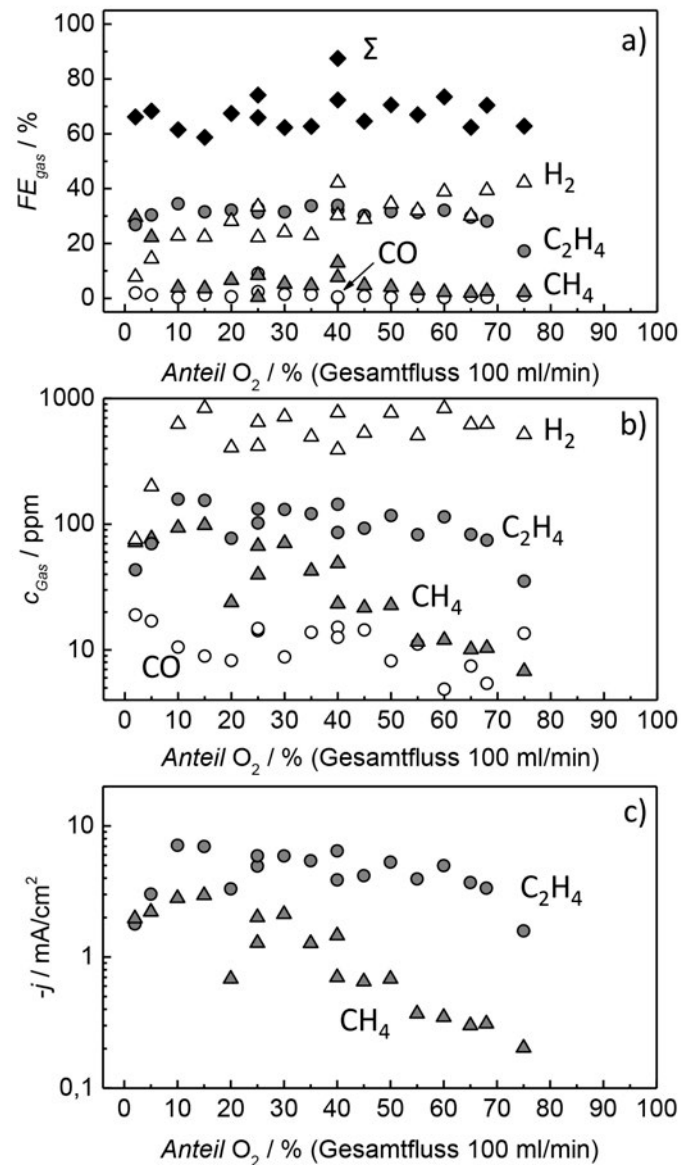 a)
100
80
60
40
20
0
FE_gas / %
Σ
H₂
C₂H₄
CO
CH₄
0 10 20 30 40 50 60 70 80 90 100
Anteil O₂ / % (Gesamtfluss 100 ml/min)
b)
1000
100
10
c_Gas / ppm
H₂
C₂H₄
CH₄
CO
0 10 20 30 40 50 60 70 80 90 100
Anteil O₂ / % (Gesamtfluss 100 ml/min)
c)
10
1
0,1
-j / mA/cm²
C₂H₄
CH₄
0 10 20 30 40 50 60 70 80 90 100
Anteil O₂ / % (Gesamtfluss 100 ml/min)